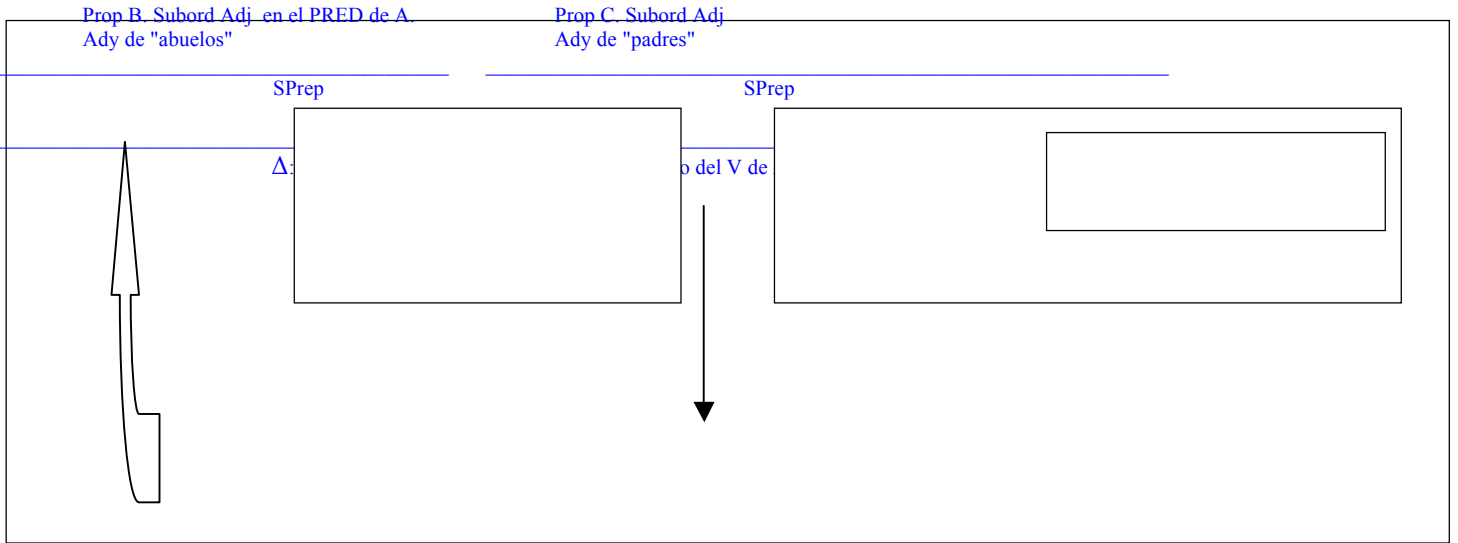 Prop B. Subord Adj en el PRED de A.
Ady de "abuelos"
Prop C. Subord Adj
Ady de "padres"
SPrep
SPrep
Δ:
o del V de